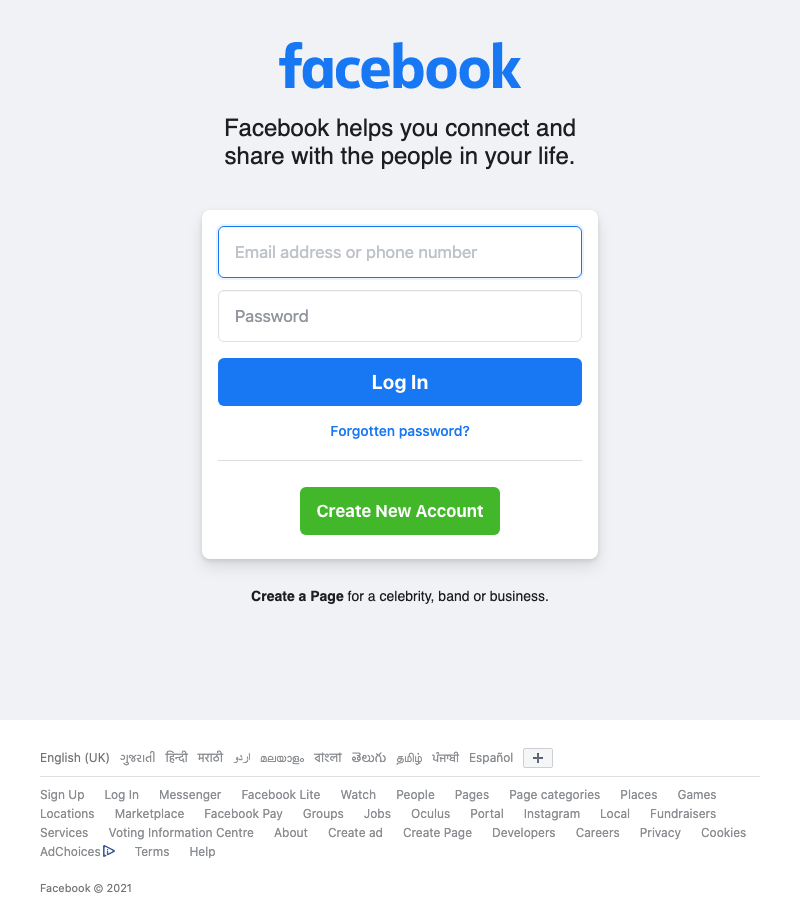 facebook
Facebook helps you connect and
share with the people in your life.
Email address or phone number
Password
Log In
Forgotten password?
Create New Account
Create a Page for a celebrity, band or business.
English (UK) ગુજરાતી हिन्दी मराठी اردو മലയാളം বাংলা తెలుగు தமிழ் ਪੰਜਾਬੀ Español +
Sign Up Log In Messenger Facebook Lite Watch People Pages Page categories Places Games
Locations Marketplace Facebook Pay Groups Jobs Oculus Portal Instagram Local Fundraisers
Services Voting Information Centre About Create ad Create Page Developers Careers Privacy Cookies
AdChoices Terms Help
Facebook © 2021